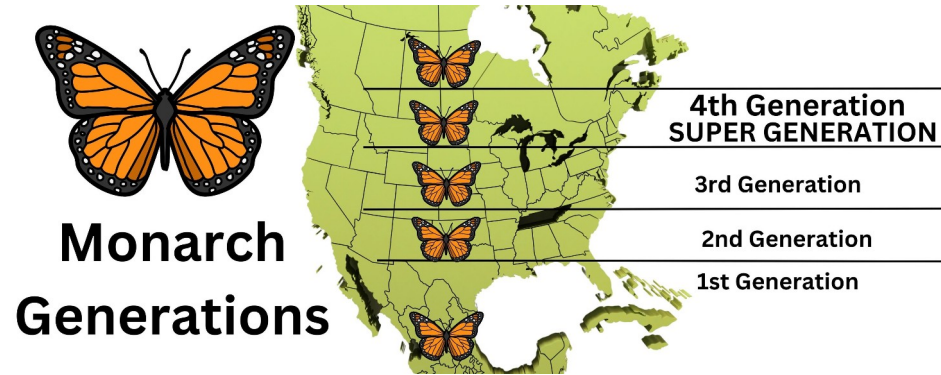 Monarch
Generations
4th Generation
SUPER GENERATION
3rd Generation
2nd Generation
1st Generation